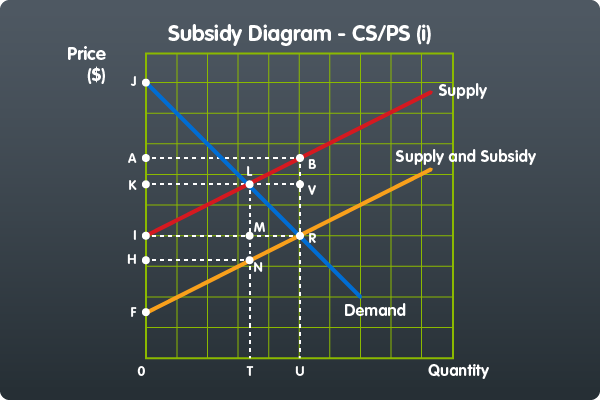 Subsidy Diagram - CS/PS (i)
Price
($)
J
Supply
A
B
Supply and Subsidy
L
K
V
M
I
R
H
N
F
Demand
0
T
U
Quantity